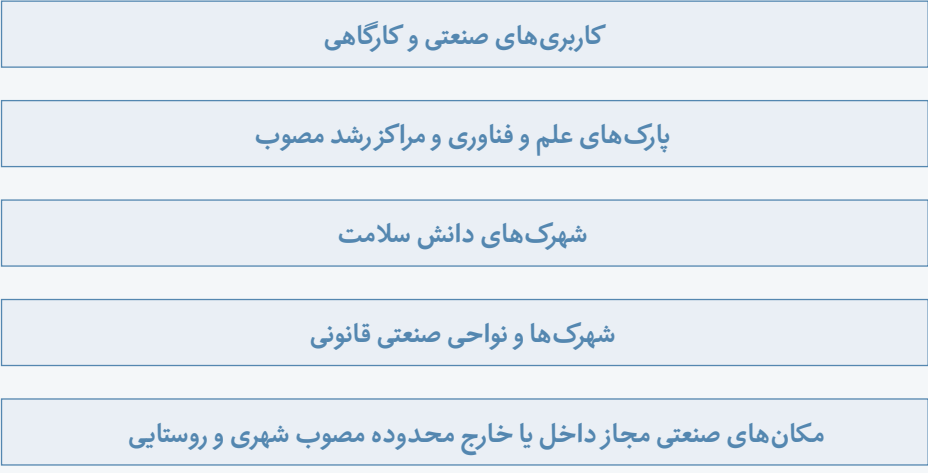 کاربری‌های صنعتی و کارگاهی
پارک‌های علم و فناوری و مراکز رشد مصوب
شهرک‌های دانش سلامت
شهرک‌ها و نواحی صنعتی قانونی
مکان‌های صنعتی مجاز داخل یا خارج محدوده مصوب شهری و روستایی